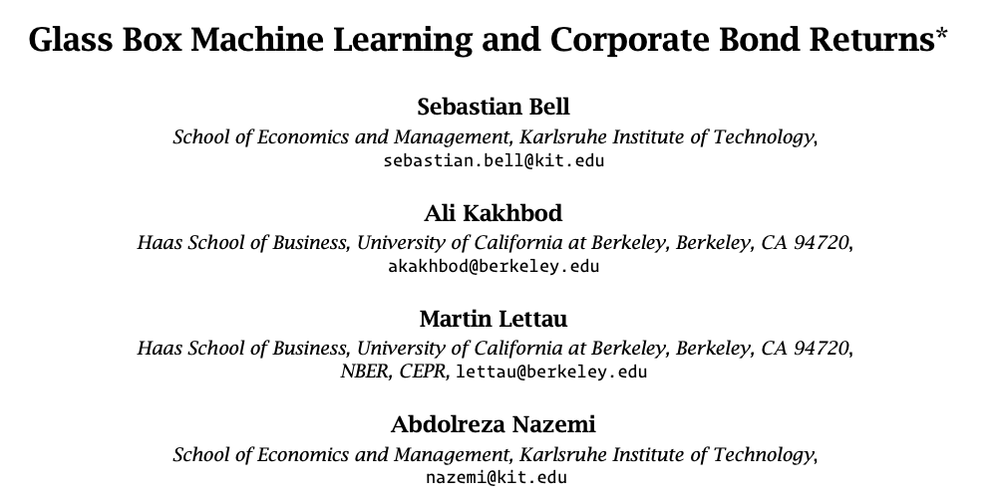 Glass Box Machine Learning and Corporate Bond Returns*
Sebastian Bell
School of Economics and Management, Karlsruhe Institute of Technology,
sebastian.bell@kit.edu
Ali Kakhbod
Haas School of Business, University of California at Berkeley, Berkeley, CA 94720,
akakhbod@berkeley.edu
Martin Lettau
Haas School of Business, University of California at Berkeley, Berkeley, CA 94720,
NBER, CEPR, lettau@berkeley.edu
Abdolreza Nazemi
School of Economics and Management, Karlsruhe Institute of Technology,
nazemi@kit.edu